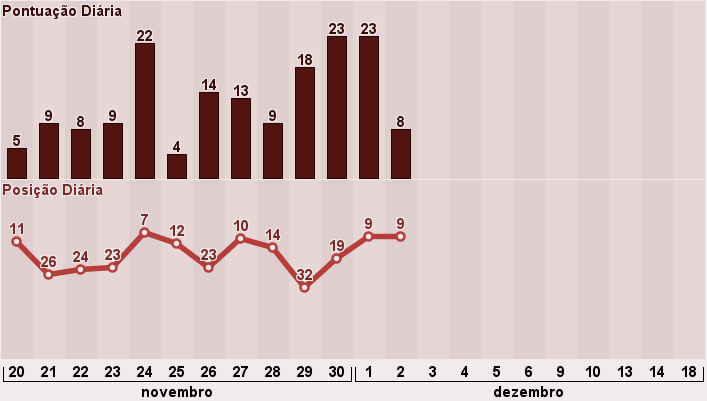 Pontuação Diária
5 9 8 9 22 4 14 13 9 18 23 23 8
Posição Diária
11 26 24 23 7 12 23 10 14 32 19 9 9
20 21 22 23 24 25 26 27 28 29 30 1 2 3 4 5 6 9 10 13 14 18
novembro dezembro